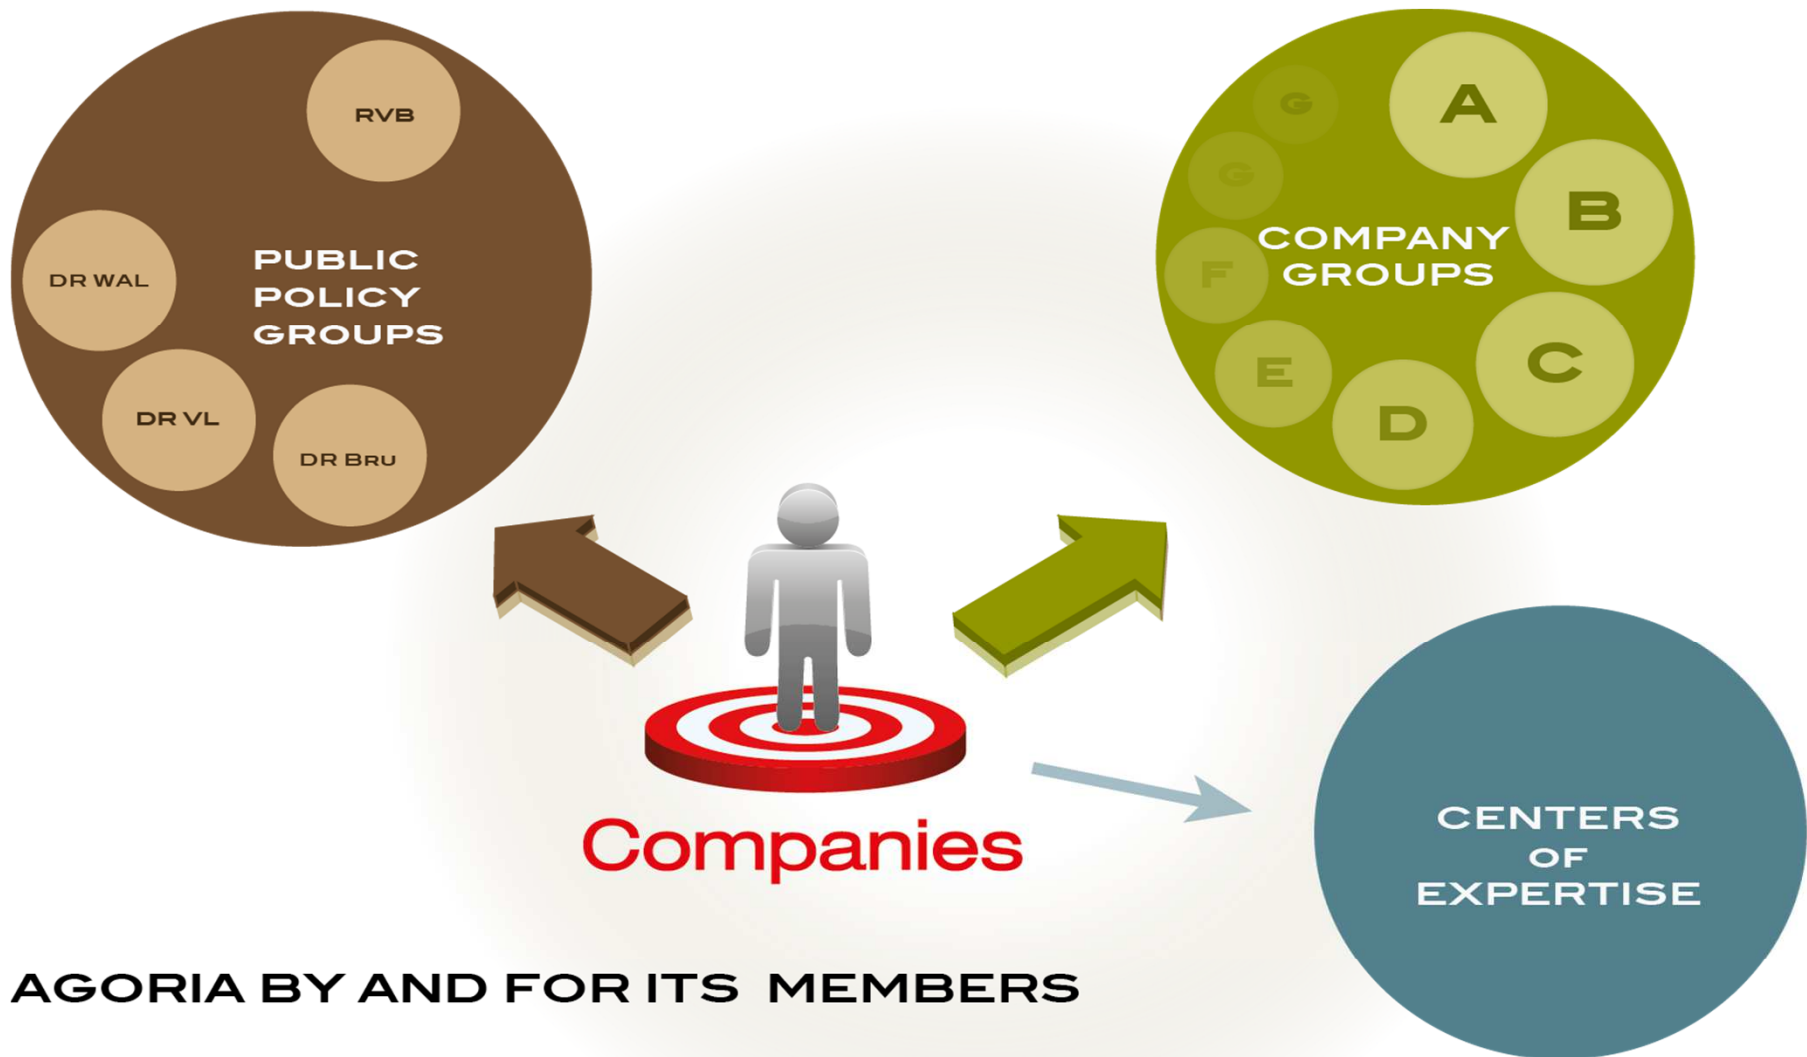 RVB
DR WAL
PUBLIC
POLICY
GROUPS
DR VL
DR BRU
G
A
G
B
COMPANY
GROUPS
F
C
E
D
Companies
CENTERS
OF
EXPERTISE
AGORIA BY AND FOR ITS MEMBERS